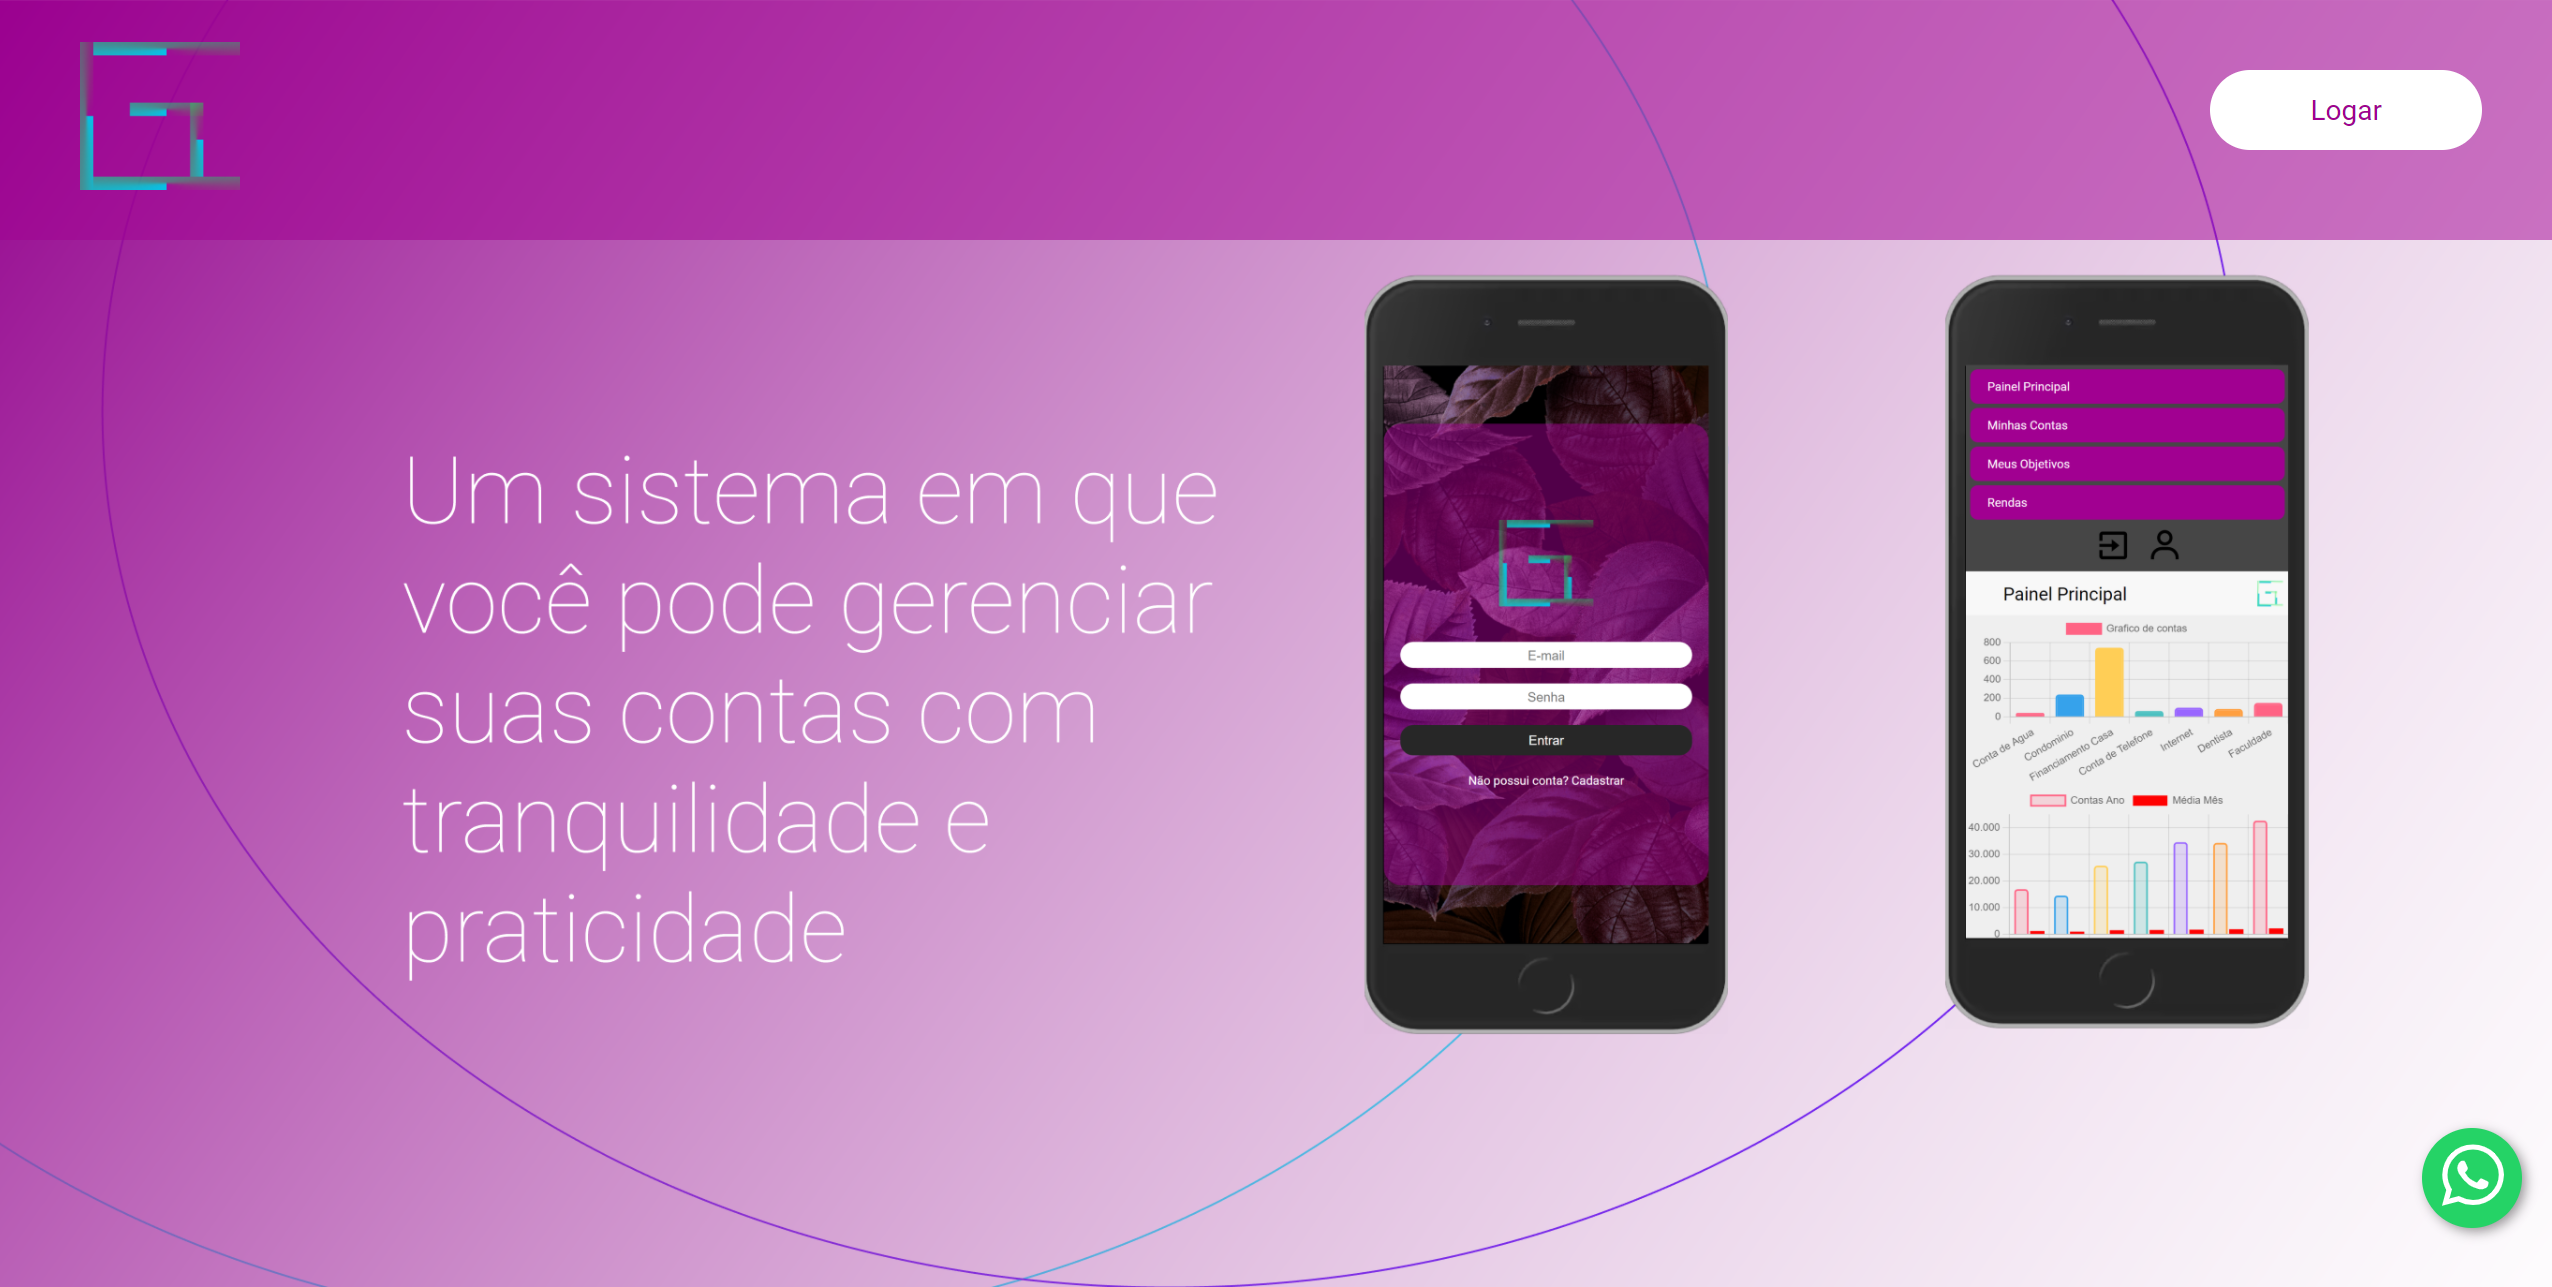 Logar
Um sistema em que
você pode gerenciar
suas contas com
tranquilidade e
praticidade
E-mail
Senha
Entrar
Não possui conta? Cadastrar
Painel Principal
Minhas Contas
Meus Objetivos
Rendas
Painel Principal
Grafico de contas
800
600
400
200
0
Conta de Agua
Condominio
Financiamento Casa
Conta de Telefone
Internet
Dentista
Faculdade
Contas Ano
Média Mês
40.000
30.000
20.000
10.000
0